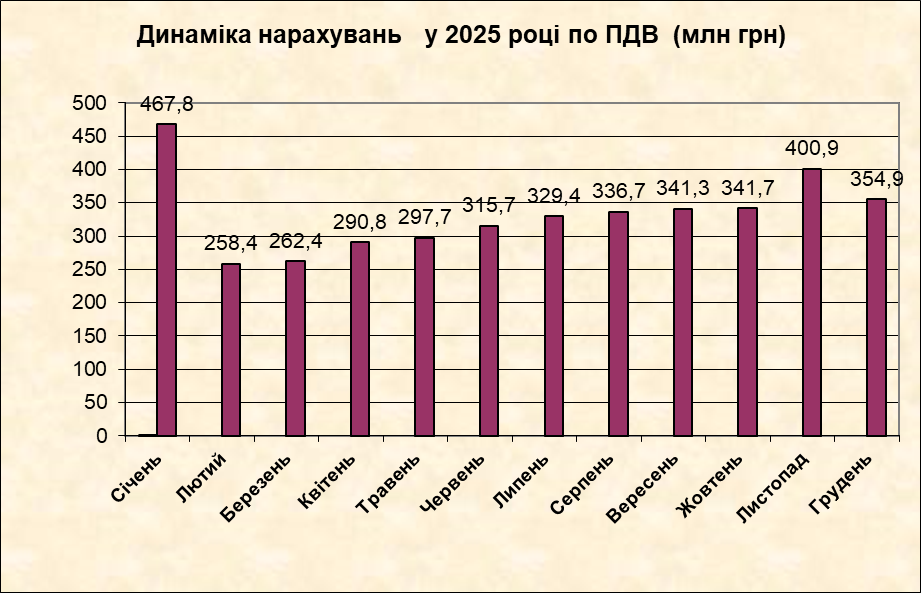 Динаміка нарахувань у 2025 році по ПДВ (млн грн)
500
450
400
350
300
250
200
150
100
50
0
467,8
258,4
262,4
290,8
297,7
315,7
329,4
336,7
341,3
341,7
400,9
354,9
Січень
Лютий
Березень
Квітень
Травень
Червень
Липень
Серпень
Вересень
Жовтень
Листопад
Грудень